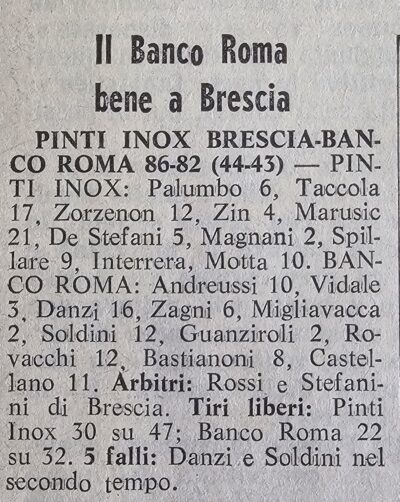 Il Banco Roma
bene a Brescia
PINTI INOX BRESCIA-BAN-
CO ROMA 86-82 (44-43) — PIN-
TI INOX: Palumbo 6, Taccola
17, Zorzenon 12, Zin 4, Marusic
21, De Stefani 5, Magnani 2, Spil-
lare 9, Interrera, Motta 10. BAN-
CO ROMA: Andreussi 10, Vidale
3, Danzi 16, Zagni 6, Migliavacca
2, Soldini 12, Guanziroli 2, Ro-
vacchi 12, Bastianoni 8, Castel-
lano 11. Arbitri: Rossi e Stefani-
ni di Brescia. Tiri liberi: Pinti
Inox 30 su 47; Banco Roma 22
su 32. 5 falli: Danzi e Soldini nel
secondo tempo.